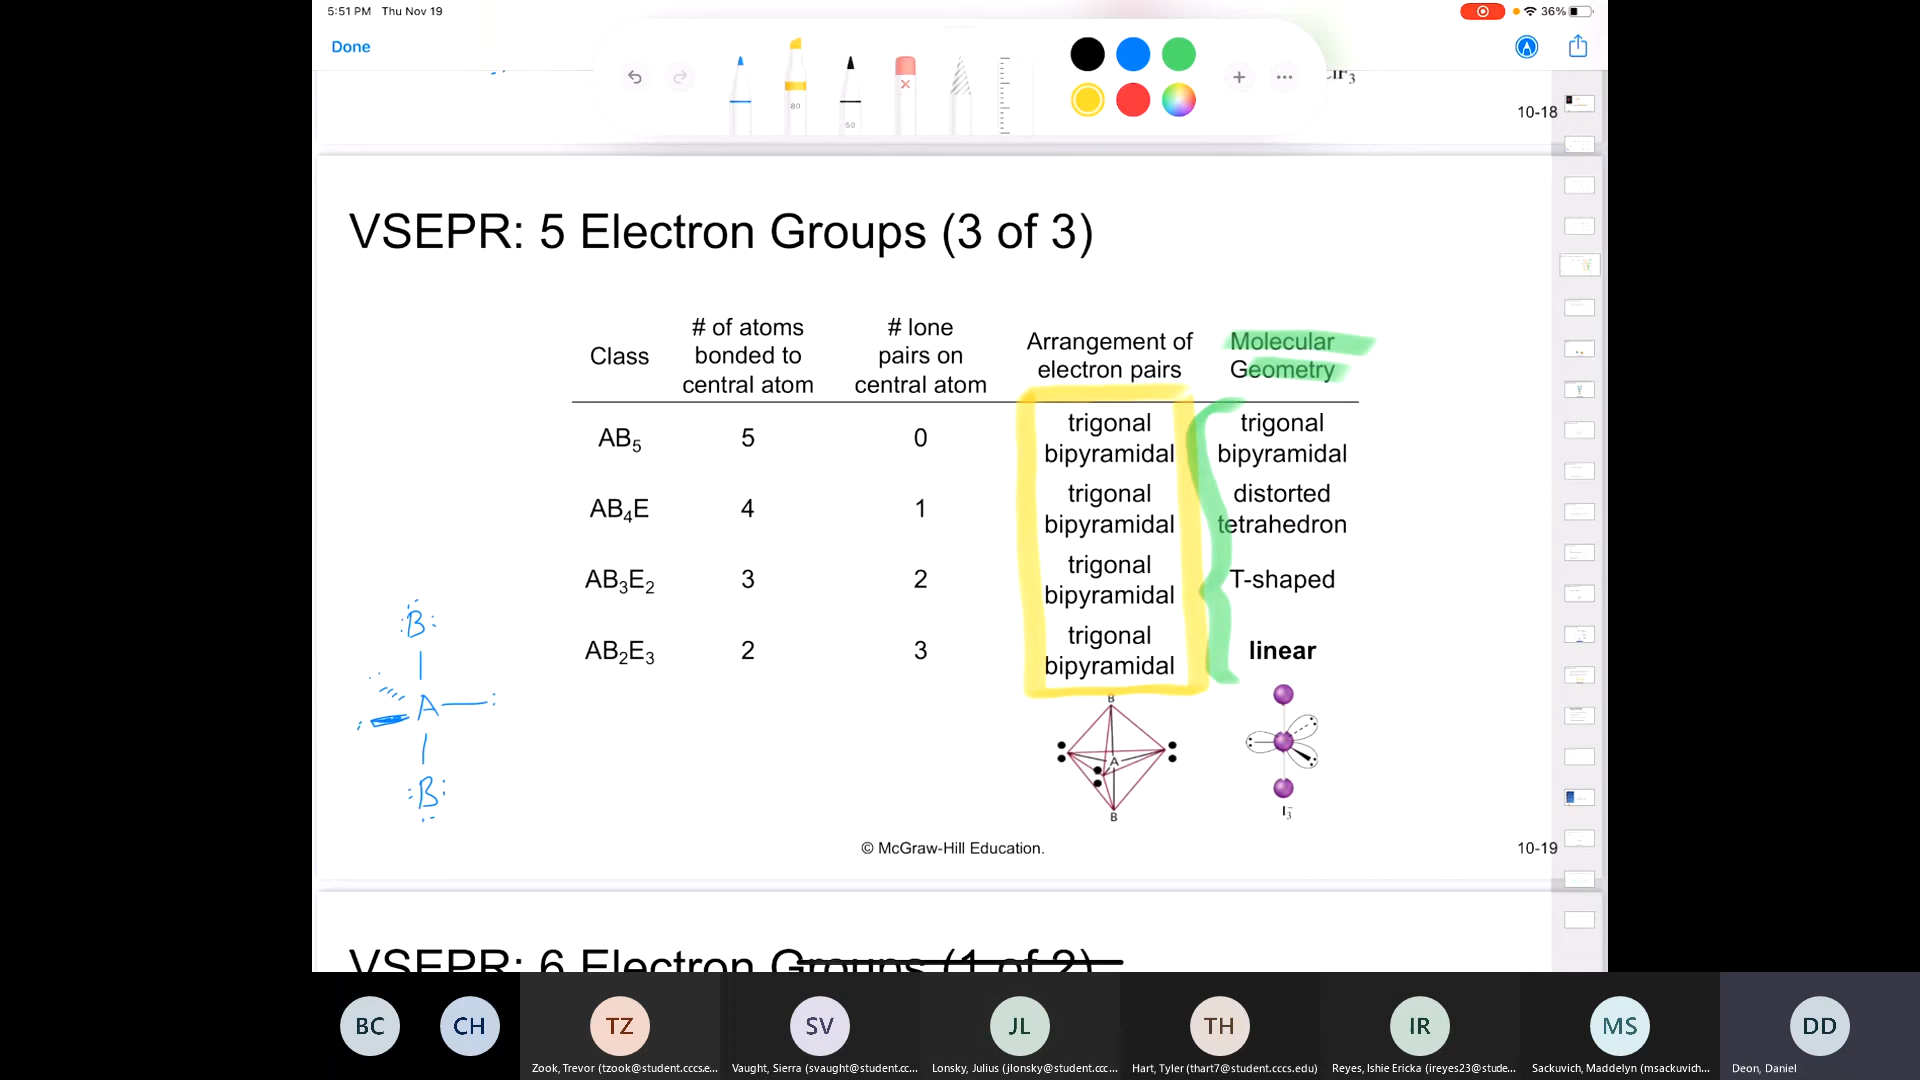 5:51 PM Thu Nov 19
36%
Done
80
50
10-18
VSEPR: 5 Electron Groups (3 of 3)
Class
# of atoms bonded to central atom
# lone pairs on central atom
Arrangement of electron pairs
Molecular Geometry
AB5 5 0 trigonal bipyramidal trigonal bipyramidal
AB4E 4 1 trigonal bipyramidal distorted tetrahedron
AB3E2 3 2 trigonal bipyramidal T-shaped
AB2E3 2 3 trigonal bipyramidal linear
B
A
B
B
A
B
I3-
© McGraw-Hill Education.
10-19
VSEPR: 6 Electron Groups (1 of 2)
BC CH TZ SV JL TH IR MS DD
Zook, Trevor (tzook@student.cccs.e...
Vaught, Sierra (svaught@student.cc...
Lonsky, Julius (jlonsky@student.ccc...
Hart, Tyler (thart7@student.cccs.edu)
Reyes, Ishie Ericka (ireyes23@stude...
Sackuvich, Maddelyn (msackuvich...
Deon, Daniel